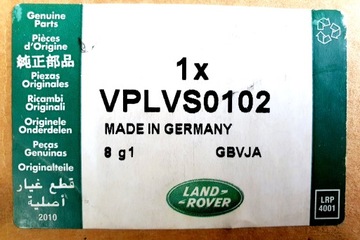 Genuine
Parts
Pièces
d'Origine
純正部品
Piezas
Originales
Ricambi
Originali
Originele
Onderdelen
Peças
Genuínas
Originalteile
قطع غيار
أصلية
2010
1x
VPLVS0102
MADE IN GERMANY
8 g1 GBVJA
LAND-
ROVER
LRP
4001